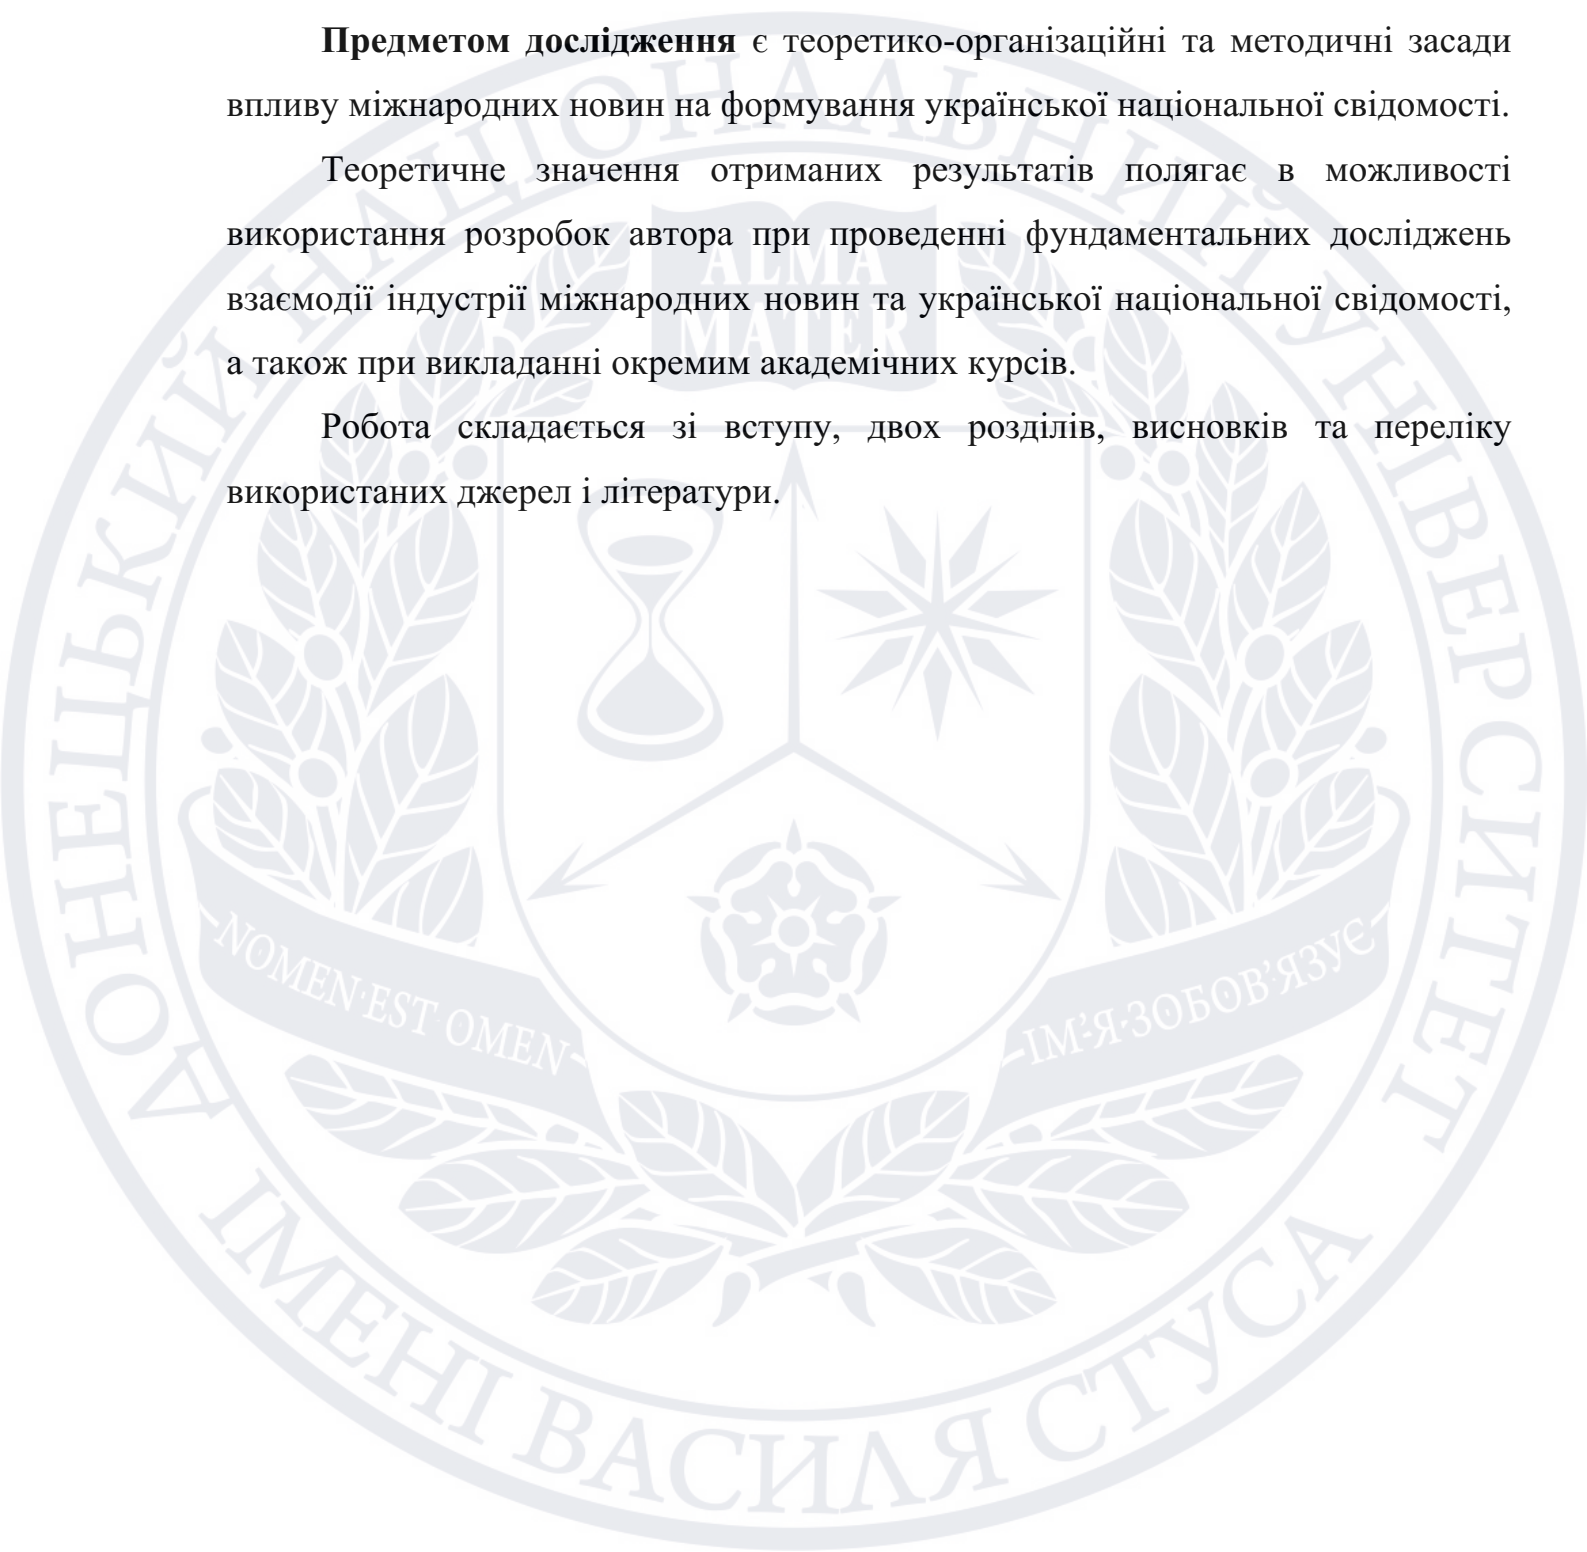 Предметом дослідження є теоретико-організаційні та методичні засади
впливу міжнародних новин на формування української національної свідомості.
Теоретичне значення отриманих результатів полягає в можливості
використання розробок автора при проведенні фундаментальних досліджень
взаємодії індустрії міжнародних новин та української національної свідомості,
а також при викладанні окремим академічних курсів.
Робота складається зі вступу, двох розділів, висновків та переліку
використаних джерел і літератури.
ДОНЕЦЬКИЙ НАЦІОНАЛЬНИЙ УНІВЕРСИТЕТ
ІМЕНІ ВАСИЛЯ СТУСА
ALMA
MATER
NOMEN EST OMEN
ІМ’Я ЗОБОВ’ЯЗУЄ